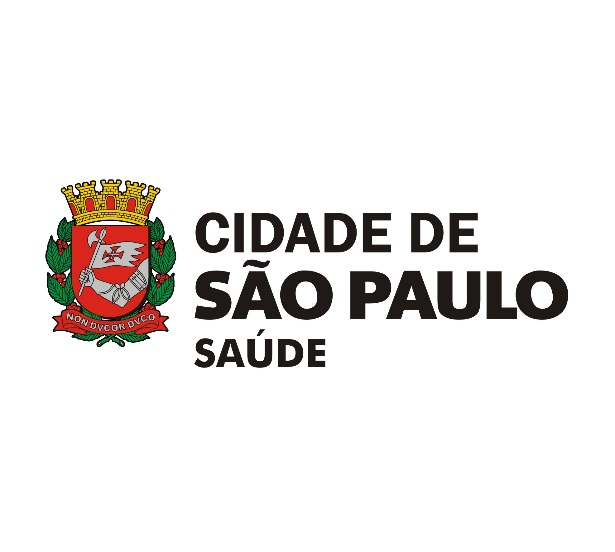 CIDADE DE
SÃO PAULO
SAÚDE
NON DVCOR DVCO